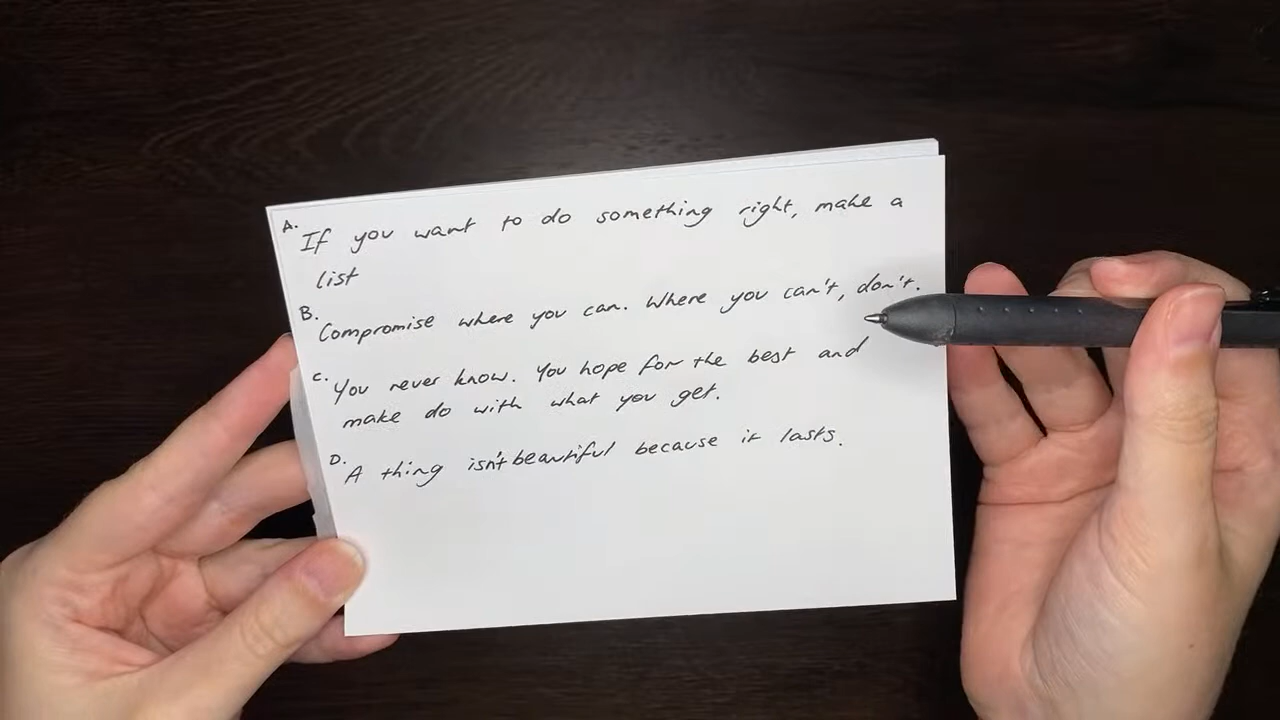 A. If you want to do something right, make a
list
B. Compromise where you can. Where you can't, don't.
C. You never know. You hope for the best and
make do with what you get.
D. A thing isn't beautiful because it lasts.